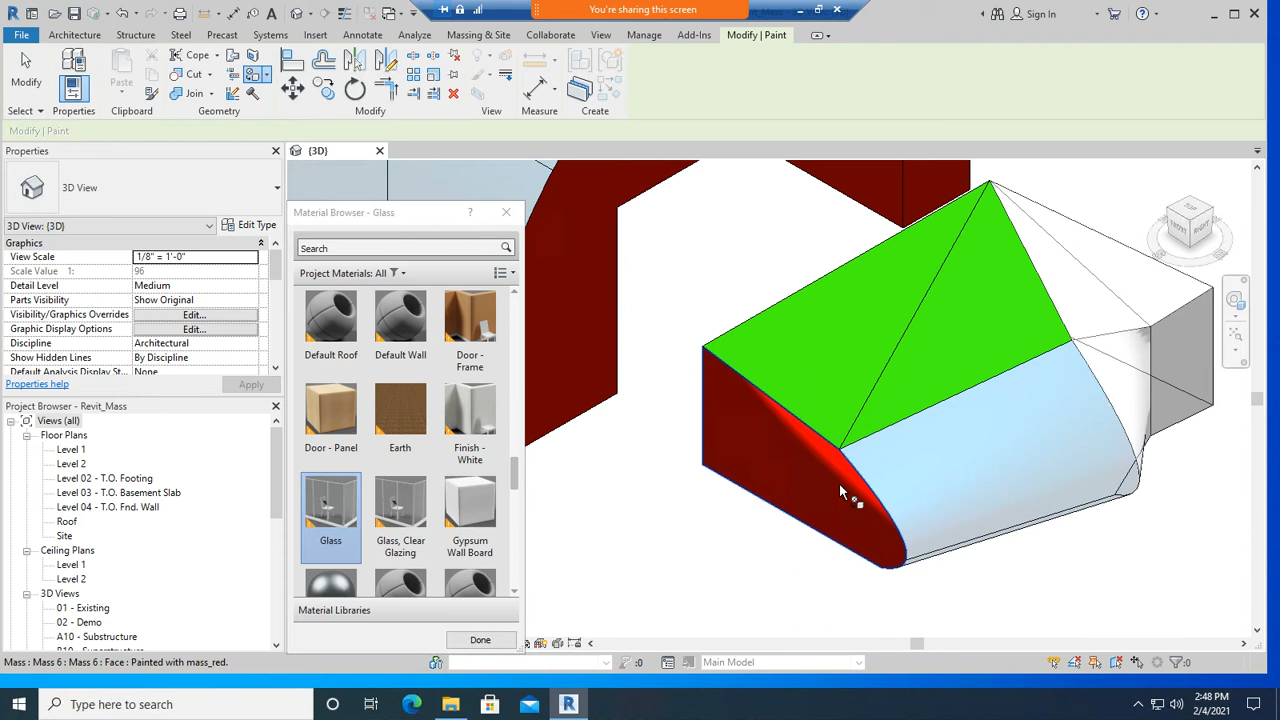 You're sharing this screen
_Mass
Sign In
File Architecture Structure Steel Precast Systems Insert Annotate Analyze Massing & Site Collaborate View Manage Add-Ins Modify | Paint
Modify Paste Cope Cut Join
Select Properties Clipboard Geometry Modify View Measure Create
Modify | Paint
Properties
{3D}
3D View
3D View: {3D} Edit Type
Graphics
View Scale 1/8" = 1'-0"
Scale Value 1: 96
Detail Level Medium
Parts Visibility Show Original
Visibility/Graphics Overrides Edit...
Graphic Display Options Edit...
Discipline Architectural
Show Hidden Lines By Discipline
Default Analysis Display St... None
Properties help Apply
Project Browser - Revit_Mass
Views (all)
Floor Plans
Level 1
Level 2
Level 02 - T.O. Footing
Level 03 - T.O. Basement Slab
Level 04 - T.O. Fnd. Wall
Roof
Site
Ceiling Plans
Level 1
Level 2
3D Views
01 - Existing
02 - Demo
A10 - Substructure
Material Browser - Glass
Search
Project Materials: All
Default Roof
Default Wall
Door - Frame
Door - Panel
Earth
Finish - White
Glass
Glass, Clear Glazing
Gypsum Wall Board
Material Libraries
Done
TOP
FRONT RIGHT
Mass : Mass 6 : Mass 6 : Face : Painted with mass_red. :0 Main Model :0
Type here to search
2:48 PM
2/4/2021